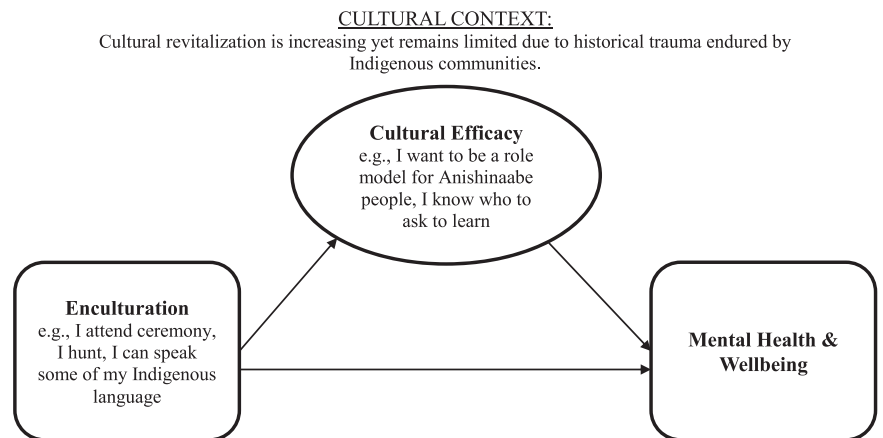 CULTURAL CONTEXT:
Cultural revitalization is increasing yet remains limited due to historical trauma endured by
Indigenous communities.
Cultural Efficacy
e.g., I want to be a role
model for Anishinaabe
people, I know who to
ask to learn
Enculturation
e.g., I attend ceremony,
I hunt, I can speak
some of my Indigenous
language
Mental Health &
Wellbeing